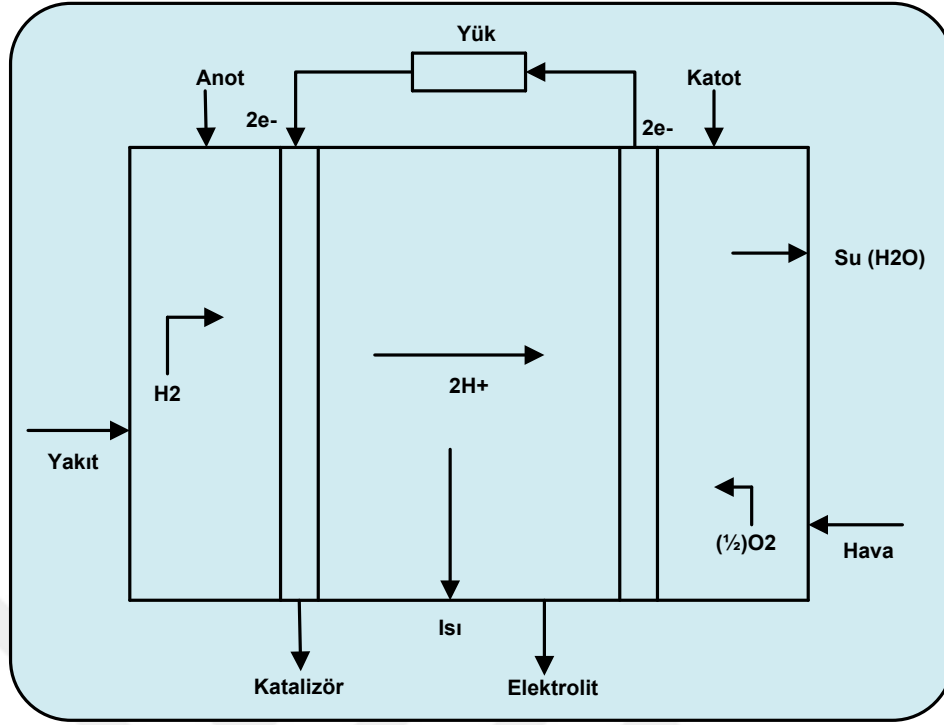 Yük
Anot
Katot
2e-
2e-
Su (H2O)
H2
2H+
Yakıt
(½)O2
Hava
Isı
Katalizör
Elektrolit